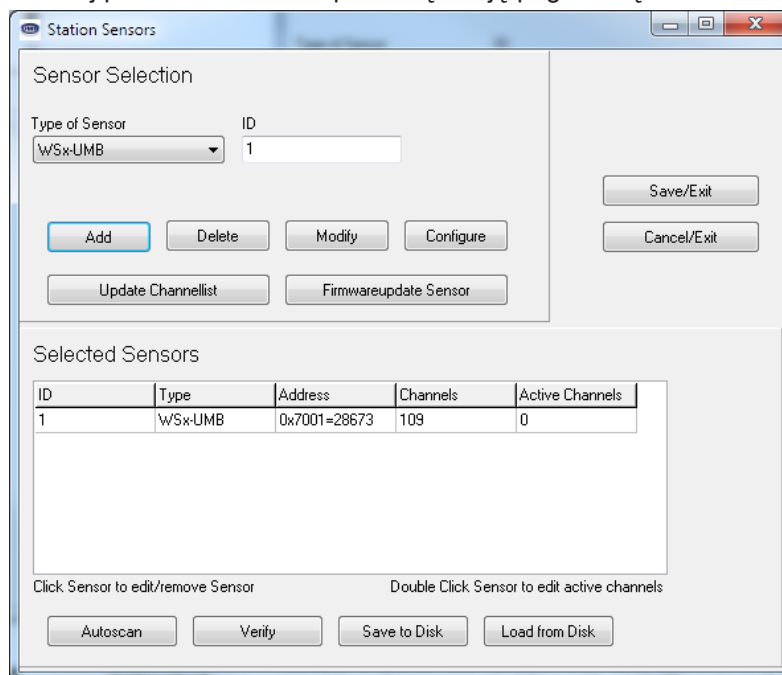 Station Sensors
Sensor Selection
Type of Sensor ID
WSx-UMB 1
Save/Exit
Add Delete Modify Configure Cancel/Exit
Update Channellist Firmwareupdate Sensor
Selected Sensors
ID Type Address Channels Active Channels
1 WSx-UMB 0x7001=28673 109 0
Click Sensor to edit/remove Sensor Double Click Sensor to edit active channels
Autoscan Verify Save to Disk Load from Disk